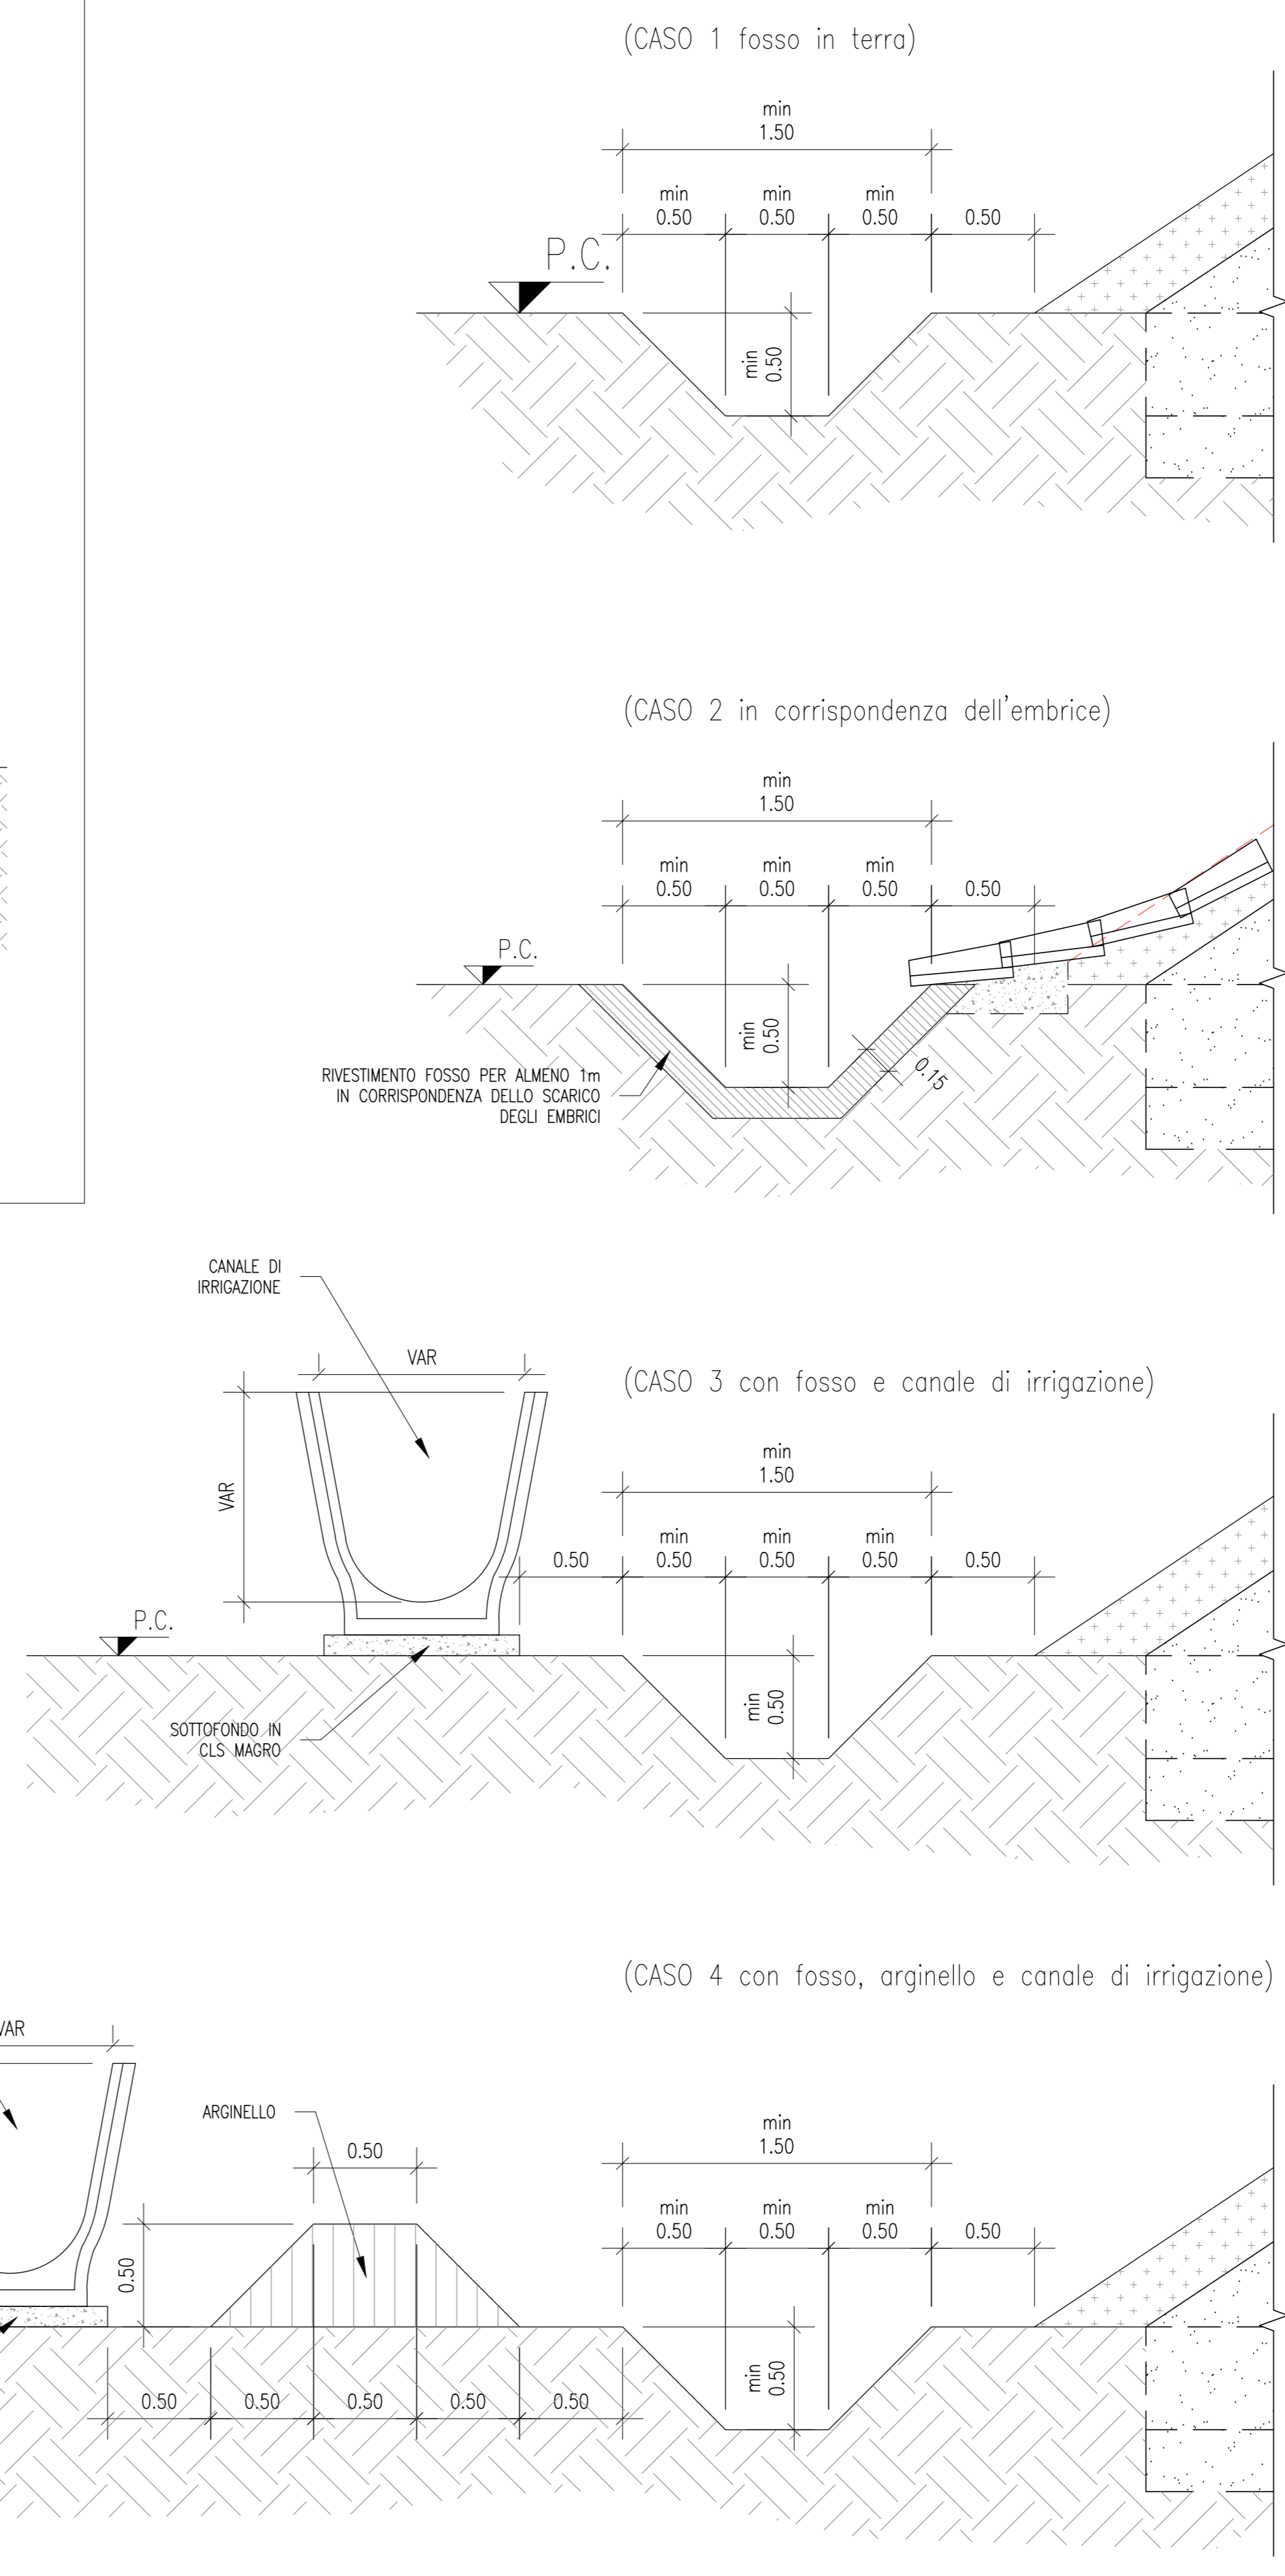 (CASO 1 fosso in terra)
min
1.50
min
0.50
min
0.50
min
0.50
0.50
P.C.
min
0.50
(CASO 2 in corrispondenza dell'embrice)
min
1.50
min
0.50
min
0.50
min
0.50
0.50
P.C.
min
0.50
0.15
RIVESTIMENTO FOSSO PER ALMENO 1m
IN CORRISPONDENZA DELLO SCARICO
DEGLI EMBRICI
CANALE DI
IRRIGAZIONE
VAR
VAR
(CASO 3 con fosso e canale di irrigazione)
min
1.50
0.50
min
0.50
min
0.50
min
0.50
0.50
P.C.
min
0.50
SOTTOFONDO IN
CLS MAGRO
(CASO 4 con fosso, arginello e canale di irrigazione)
VAR
ARGINELLO
0.50
min
1.50
min
0.50
min
0.50
min
0.50
0.50
0.50
min
0.50
0.50
0.50
0.50
0.50
0.50